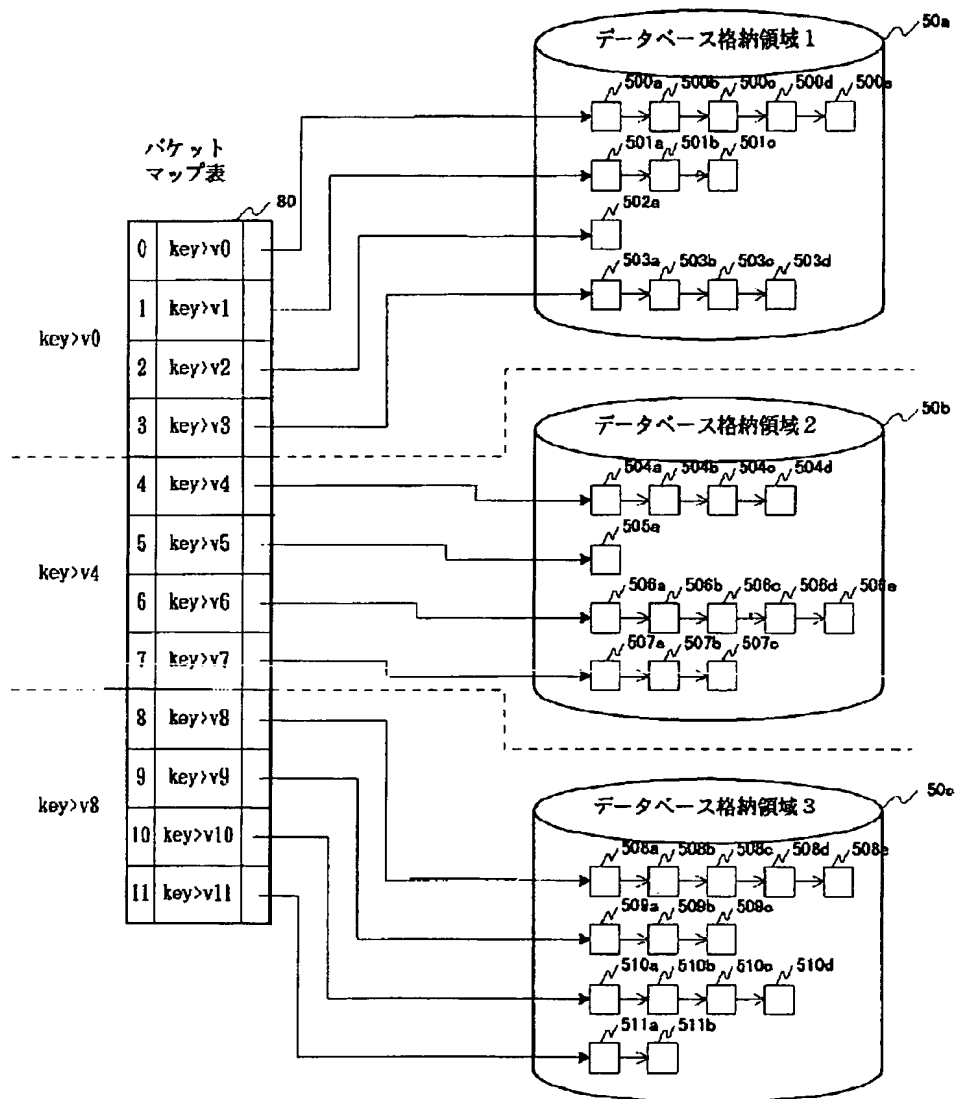 データベース格納領域1
50a
500a 500b 500c 500d 500e
501a 501b 501c
502a
503a 503b 503c 503d
バケット
マップ表
80
0 key>v0
1 key>v1
2 key>v2
3 key>v3
4 key>v4
5 key>v5
6 key>v6
7 key>v7
8 key>v8
9 key>v9
10 key>v10
11 key>v11
key>v0
key>v4
key>v8
データベース格納領域2
50b
504a 504b 504c 504d
505a
506a 506b 506c 506d 506e
507a 507b 507c
データベース格納領域3
50c
508a 508b 508c 508d 508e
509a 509b 509c
510a 510b 510c 510d
511a 511b